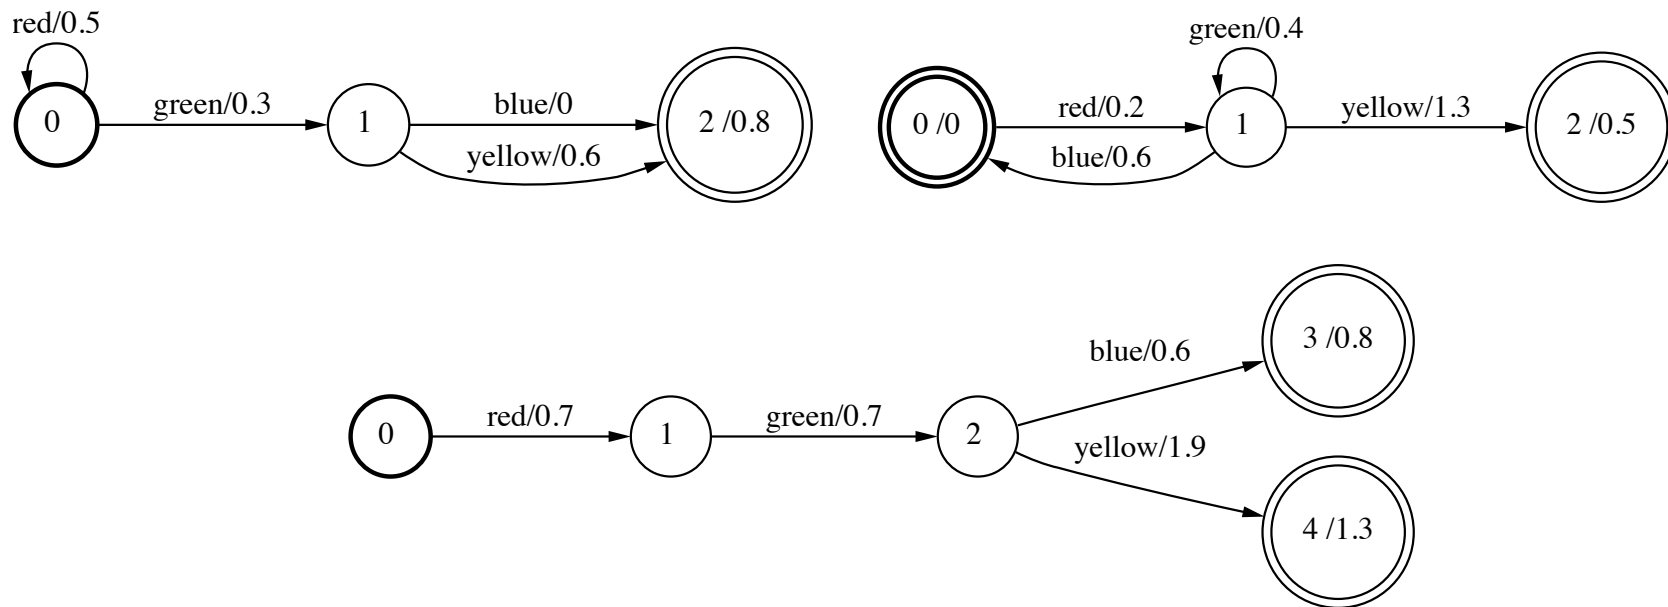 red/0.5
0
green/0.3
1
blue/0
yellow/0.6
2 /0.8
0 /0
red/0.2
blue/0.6
green/0.4
1
yellow/1.3
2 /0.5
0
red/0.7
1
green/0.7
2
blue/0.6
3 /0.8
yellow/1.9
4 /1.3